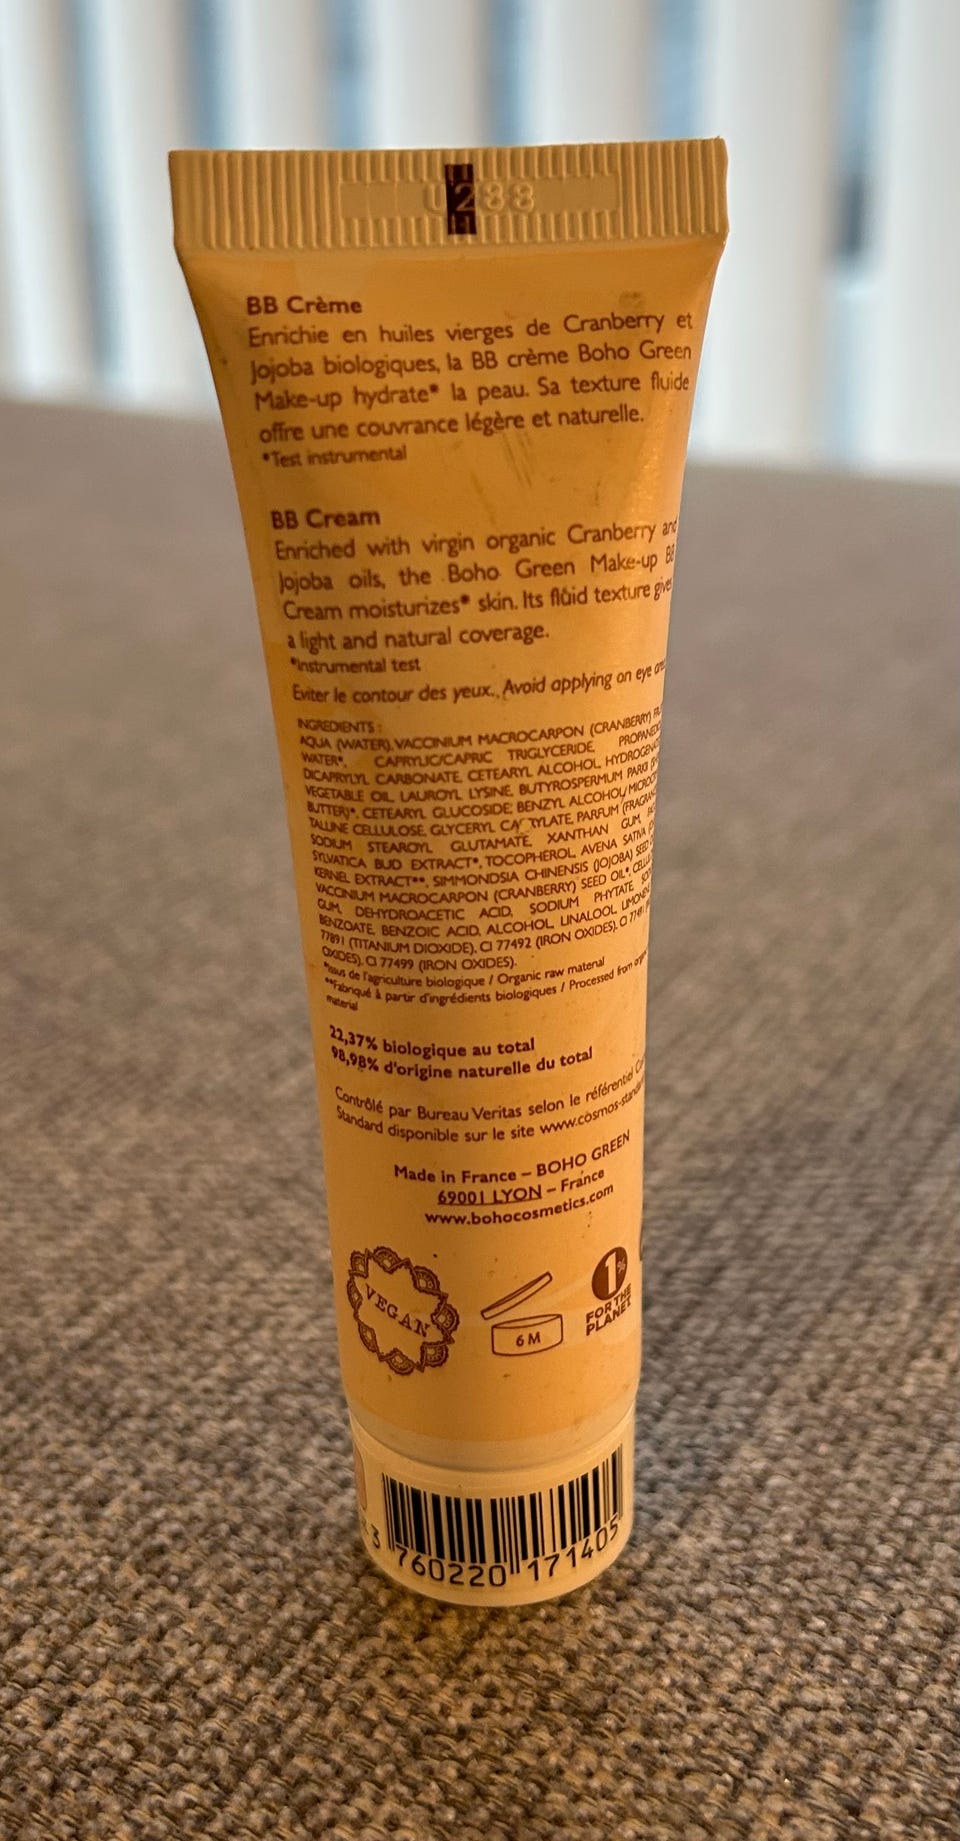 U288
BB Crème
Enrichie en huiles vierges de Cranberry et
Jojoba biologiques, la BB crème Boho Green
Make-up hydrate* la peau. Sa texture fluide
offre une couvrance légère et naturelle.
*Test instrumental
BB Cream
Enriched with virgin organic Cranberry and
Jojoba oils, the Boho Green Make-up BB
Cream moisturizes* skin. Its fluid texture gives
a light and natural coverage.
*Instrumental test
Eviter le contour des yeux. Avoid applying on eye
INGREDIENTS :
AQUA (WATER), VACCINIUM MACROCARPON (CRANBERRY)
WATER*, CAPRYLIC/CAPRIC TRIGLYCERIDE,
DICAPRYLYL CARBONATE, CETEARYL ALCOHOL,
VEGETABLE OIL, LAUROYL LYSINE, BUTYROSPERMUM PARKII
BUTTER)*, CETEARYL GLUCOSIDE, BENZYL ALCOHOL,
TALLINE CELLULOSE, GLYCERYL CAPRYLATE, PARFUM
SODIUM STEAROYL GLUTAMATE, XANTHAN GUM,
SYLVATICA BUD EXTRACT*, TOCOPHEROL, AVENA SATIVA
KERNEL EXTRACT**, SIMMONDSIA CHINENSIS (JOJOBA) SEED
VACCINIUM MACROCARPON (CRANBERRY) SEED OIL*,
GUM, DEHYDROACETIC ACID, SODIUM PHYTATE,
BENZOATE, BENZOIC ACID, ALCOHOL, LINALOOL,
77891 (TITANIUM DIOXIDE), CI 77492 (IRON OXIDES), CI 77491
OXIDES), CI 77499 (IRON OXIDES).
*Issus de l'agriculture biologique / Organic raw material
**Fabriqué à partir d'ingrédients biologiques / Processed from
material
22,37% biologique au total
98,98% d'origine naturelle du total
Contrôlé par Bureau Veritas selon le référentiel
Standard disponible sur le site www.cosmos-standard
Made in France – BOHO GREEN
69001 LYON – France
www.bohocosmetics.com
VEGAN
6 M
1%
FOR THE
PLANET
3 760220 171405